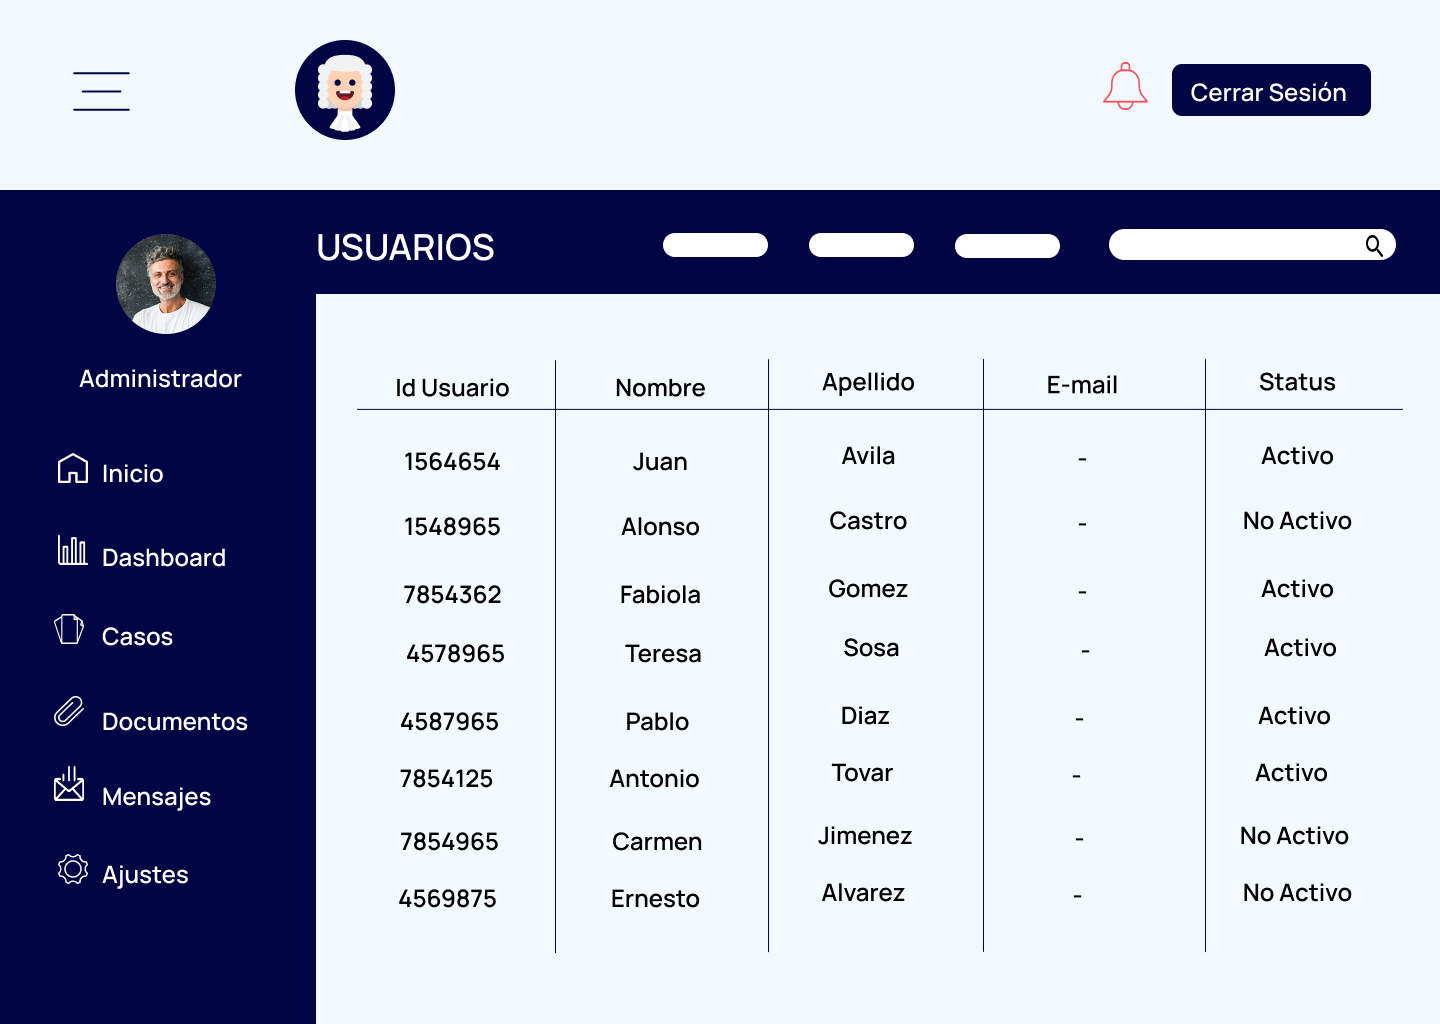 Cerrar Sesión
USUARIOS
Administrador
Inicio
Dashboard
Casos
Documentos
Mensajes
Ajustes
Id Usuario Nombre Apellido E-mail Status
1564654 Juan Avila - Activo
1548965 Alonso Castro - No Activo
7854362 Fabiola Gomez - Activo
4578965 Teresa Sosa - Activo
4587965 Pablo Diaz - Activo
7854125 Antonio Tovar - Activo
7854965 Carmen Jimenez - No Activo
4569875 Ernesto Alvarez - No Activo